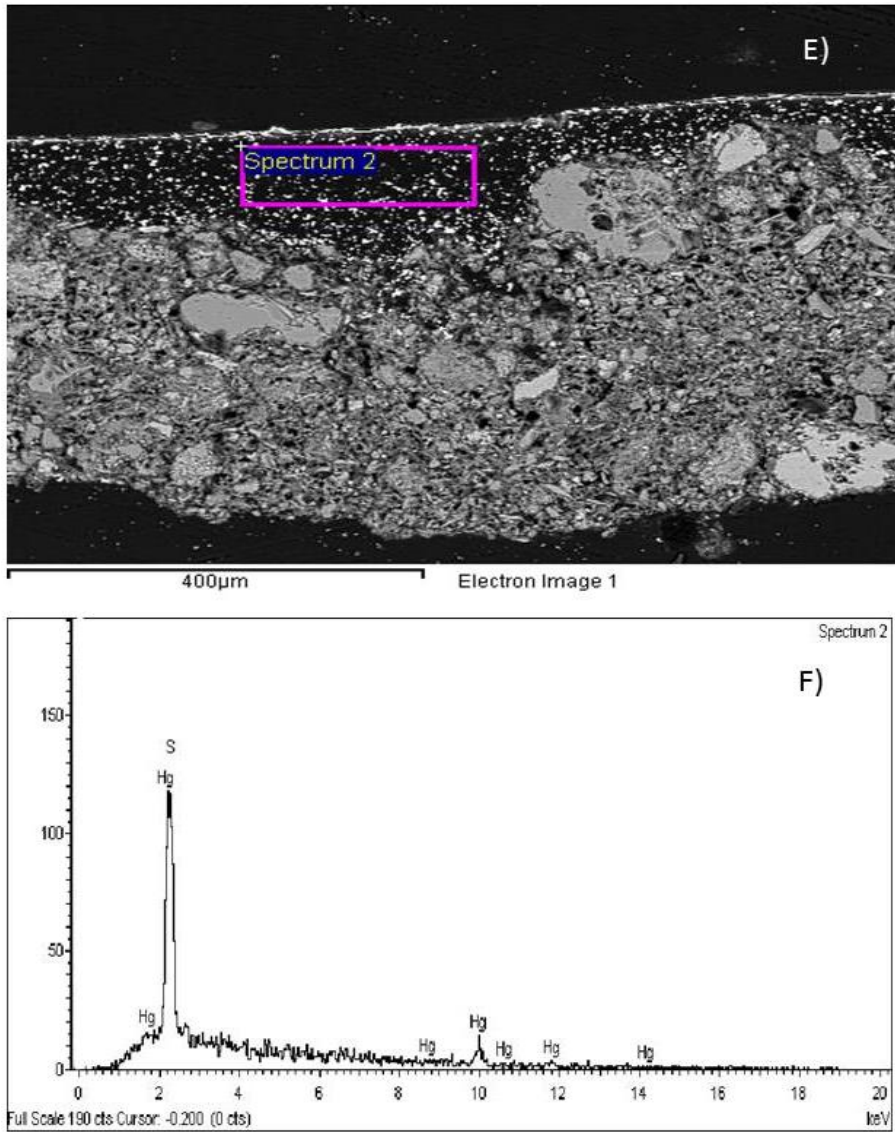 E)
Spectrum 2
400µm Electron Image 1
Spectrum 2
F)
150
100
50
0
S
Hg
Hg
Hg
Hg
Hg
Hg
Hg
0 2 4 6 8 10 12 14 16 18 20
Full Scale 190 cts Cursor: -0.200 (0 cts) keV